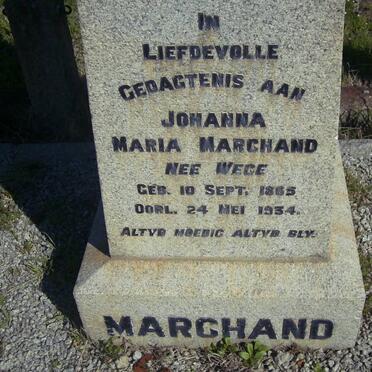 IN
LIEFDEVOLLE
GEDAGTENIS AAN
JOHANNA
MARIA MARCHAND
NEE WEGE
GEB. 10 SEPT. 1865
OORL. 24 MEI 1934.
ALTYD MOEDIG ALTYD BLY.
MARCHAND